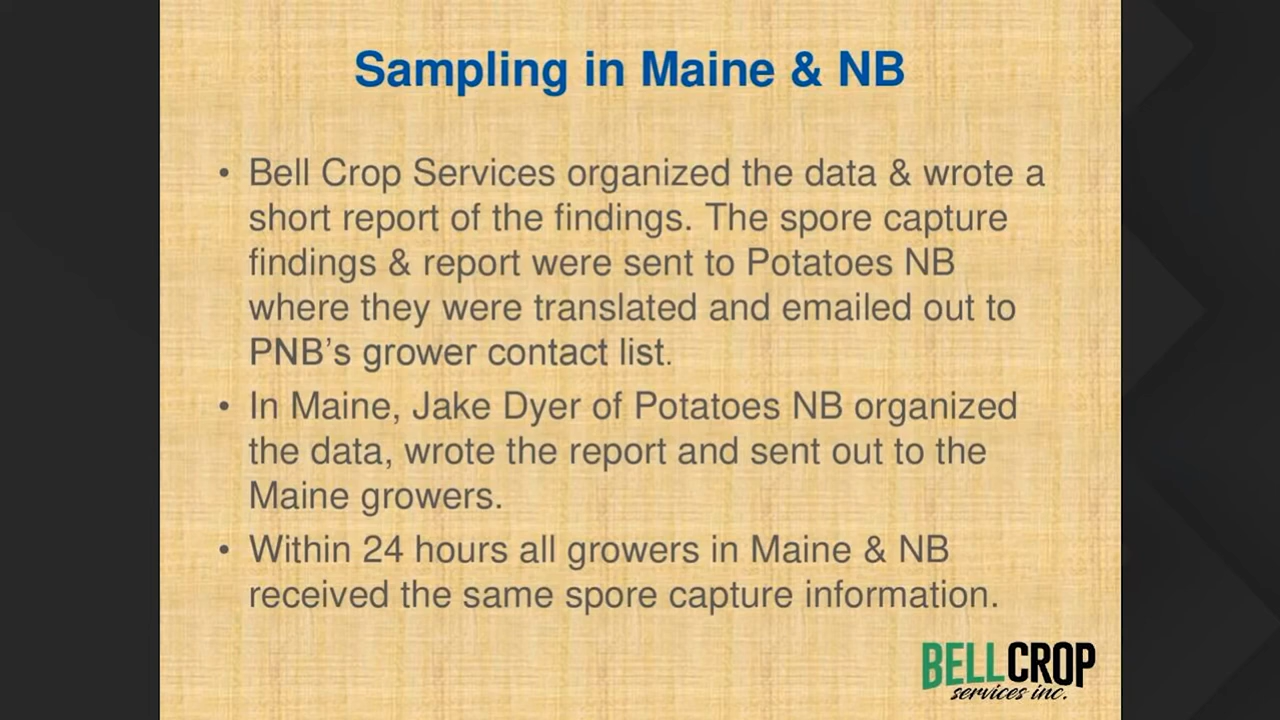 Sampling in Maine & NB
• Bell Crop Services organized the data & wrote a
short report of the findings. The spore capture
findings & report were sent to Potatoes NB
where they were translated and emailed out to
PNB’s grower contact list.
• In Maine, Jake Dyer of Potatoes NB organized
the data, wrote the report and sent out to the
Maine growers.
• Within 24 hours all growers in Maine & NB
received the same spore capture information.
BELLCROP
services inc.